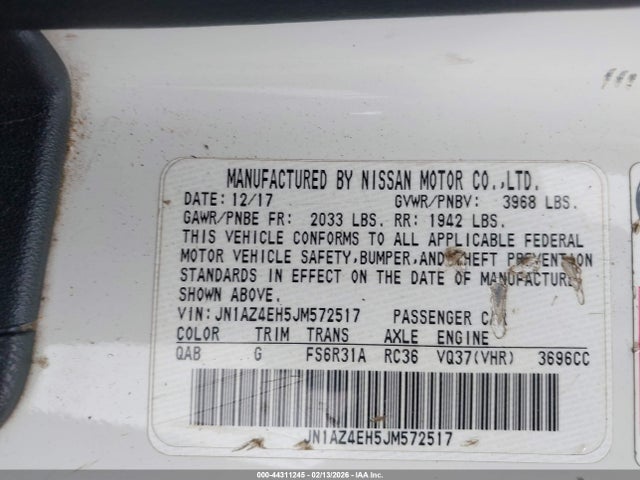 MANUFACTURED BY NISSAN MOTOR CO.,LTD.
DATE: 12/17 GVWR/PNBV: 3968 LBS.
GAWR/PNBE FR: 2033 LBS. RR: 1942 LBS.
THIS VEHICLE CONFORMS TO ALL APPLICABLE FEDERAL
MOTOR VEHICLE SAFETY,BUMPER,AND THEFT PREVENTION
STANDARDS IN EFFECT ON THE DATE OF MANUFACTURE
SHOWN ABOVE.
VIN: JN1AZ4EH5JM572517 PASSENGER
COLOR TRIM TRANS AXLE ENGINE
QAB G FS6R31A RC36 VQ37(VHR) 3696CC
JN1AZ4EH5JM572517
000-44311245 - 02/13/2026 - COPYRIGHT IAA, LLC